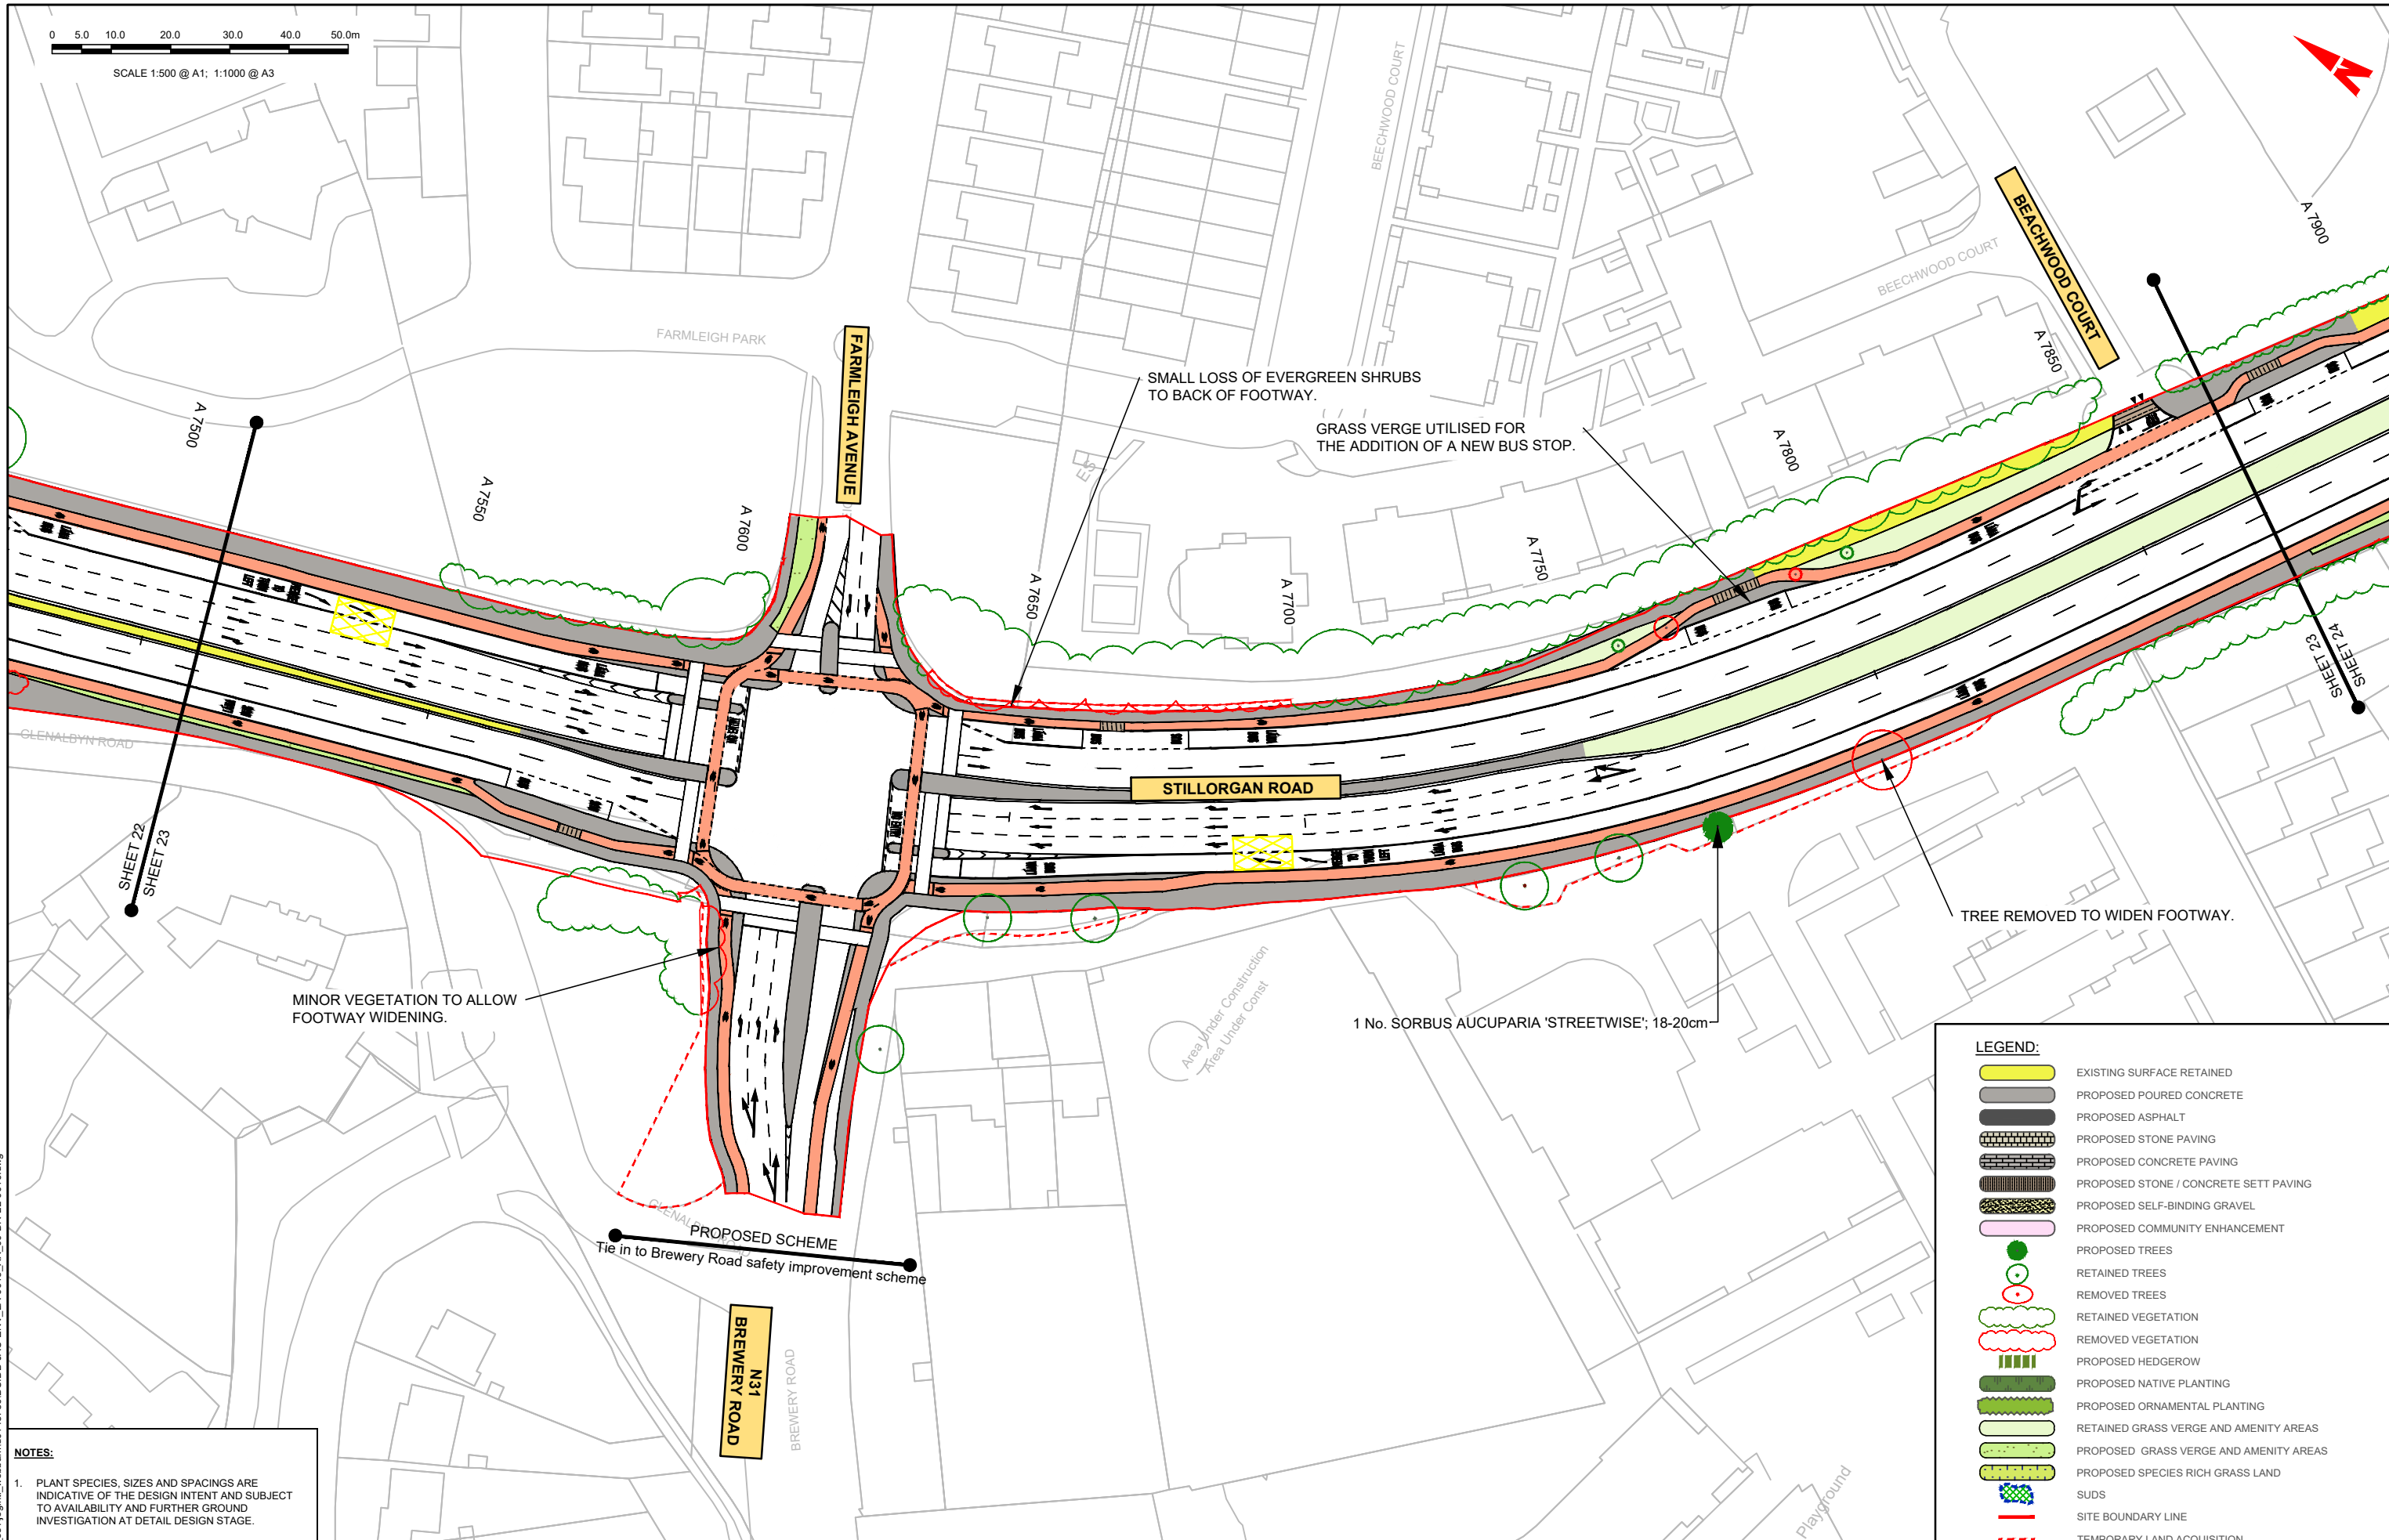 0 5.0 10.0 20.0 30.0 40.0 50.0m
SCALE 1:500 @ A1; 1:1000 @ A3
N
BEECHWOOD COURT
BEECHWOOD COURT
BEACHWOOD COURT
FARMLEIGH PARK
FARMLEIGH AVENUE
SMALL LOSS OF EVERGREEN SHRUBS
TO BACK OF FOOTWAY.
GRASS VERGE UTILISED FOR
THE ADDITION OF A NEW BUS STOP.
ES
A 7500
A 7550
A 7600
A 7650
A 7700
A 7750
A 7800
A 7850
A 7900
GLENALBYN ROAD
SHEET 22
SHEET 23
SHEET 23
SHEET 24
STILLORGAN ROAD
TREE REMOVED TO WIDEN FOOTWAY.
MINOR VEGETATION TO ALLOW
FOOTWAY WIDENING.
Area Under Construction
Area Under Const
1 No. SORBUS AUCUPARIA 'STREETWISE'; 18-20cm
GLENALBYN ROAD
PROPOSED SCHEME
Tie in to Brewery Road safety improvement scheme
N31
BREWERY ROAD
BREWERY ROAD
Playground
NOTES:
1. PLANT SPECIES, SIZES AND SPACINGS ARE
INDICATIVE OF THE DESIGN INTENT AND SUBJECT
TO AVAILABILITY AND FURTHER GROUND
INVESTIGATION AT DETAIL DESIGN STAGE.
LEGEND:
EXISTING SURFACE RETAINED
PROPOSED POURED CONCRETE
PROPOSED ASPHALT
PROPOSED STONE PAVING
PROPOSED CONCRETE PAVING
PROPOSED STONE / CONCRETE SETT PAVING
PROPOSED SELF-BINDING GRAVEL
PROPOSED COMMUNITY ENHANCEMENT
PROPOSED TREES
RETAINED TREES
REMOVED TREES
RETAINED VEGETATION
REMOVED VEGETATION
PROPOSED HEDGEROW
PROPOSED NATIVE PLANTING
PROPOSED ORNAMENTAL PLANTING
RETAINED GRASS VERGE AND AMENITY AREAS
PROPOSED GRASS VERGE AND AMENITY AREAS
PROPOSED SPECIES RICH GRASS LAND
SUDS
SITE BOUNDARY LINE
TEMPORARY LAND ACQUISITION